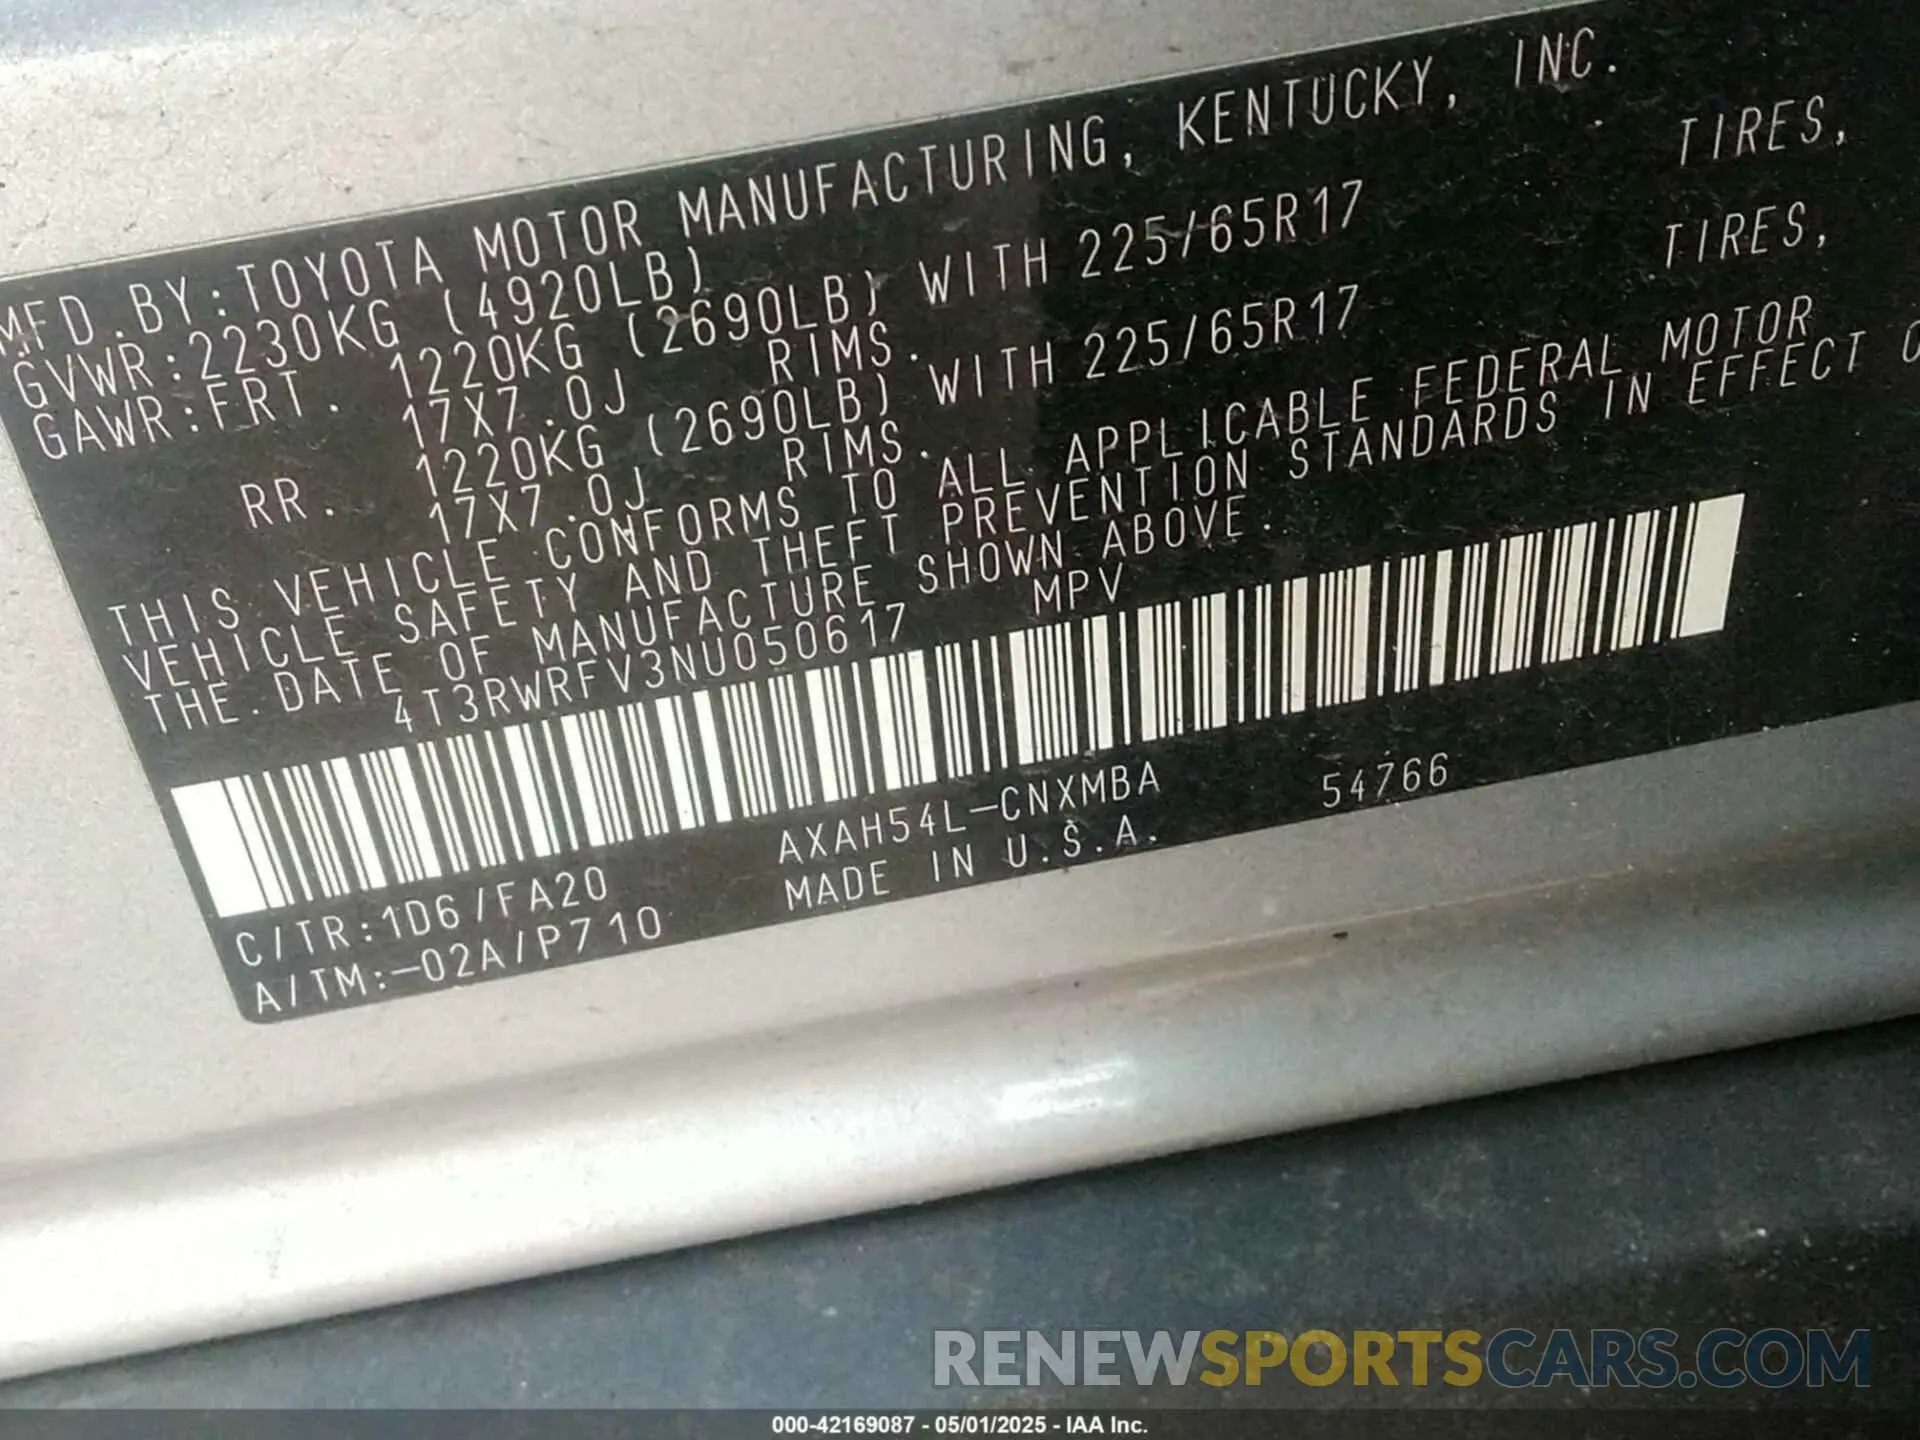 MFD.BY:TOYOTA MOTOR MANUFACTURING, KENTUCKY, INC.
GVWR:2230KG (4920LB)
GAWR:FRT. 1220KG (2690LB) WITH 225/65R17 TIRES,
17X7.0J RIMS.
RR. 1220KG (2690LB) WITH 225/65R17 TIRES,
17X7.0J RIMS.
THIS VEHICLE CONFORMS TO ALL APPLICABLE FEDERAL MOTOR
VEHICLE SAFETY AND THEFT PREVENTION STANDARDS IN EFFECT
THE DATE OF MANUFACTURE SHOWN ABOVE.
4T3RWRFV3NU050617 MPV
C/TR:1D6/FA20 AXAH54L-CNXMBA 54766
A/TM:-02A/P710 MADE IN U.S.A.
RENEWSPORTSCARS.COM
000-42169087 - 05/01/2025 - IAA Inc.